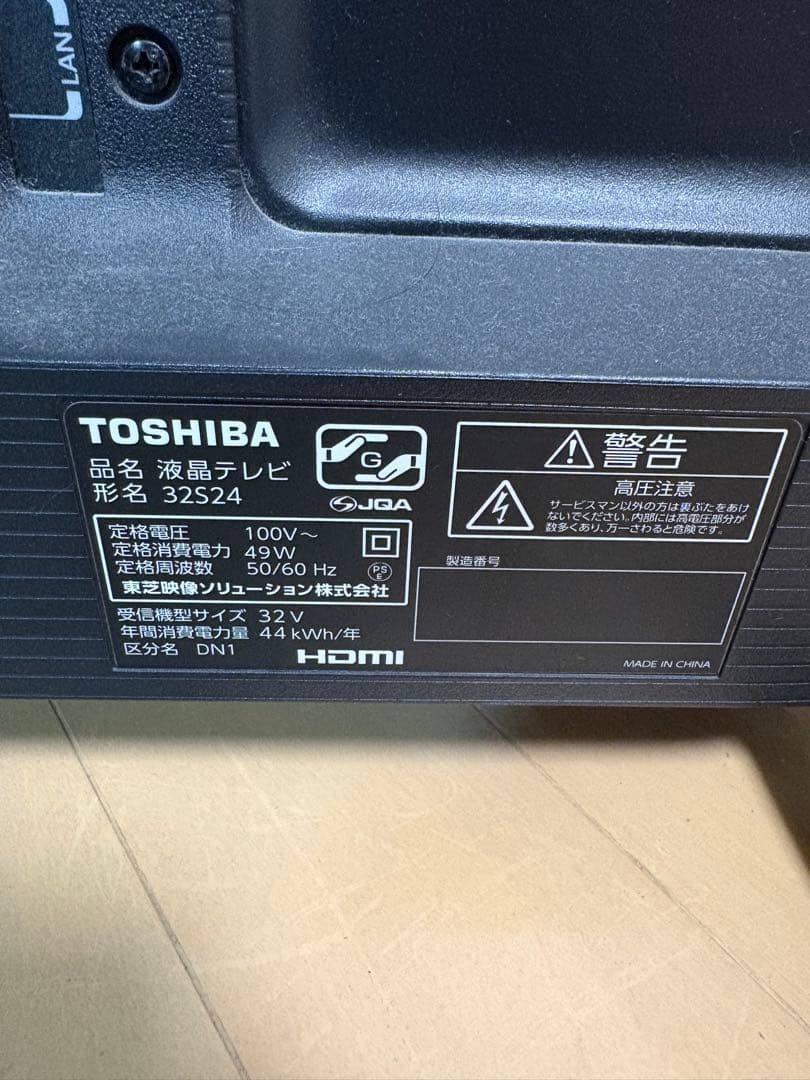 LAN
TOSHIBA
品名 液晶テレビ
形名 32S24
G
JQA
定格電圧 100V～
定格消費電力 49W
定格周波数 50/60 Hz
PS
E
東芝映像ソリューション株式会社
受信機型サイズ 32V
年間消費電力量 44kWh/年
区分名 DN1
HDMI
警告
高圧注意
サービスマン以外の方は裏ぶたをあけ
ないでください。内部には高電圧部分が
数多くあり、万一さわると危険です。
製造番号
MADE IN CHINA